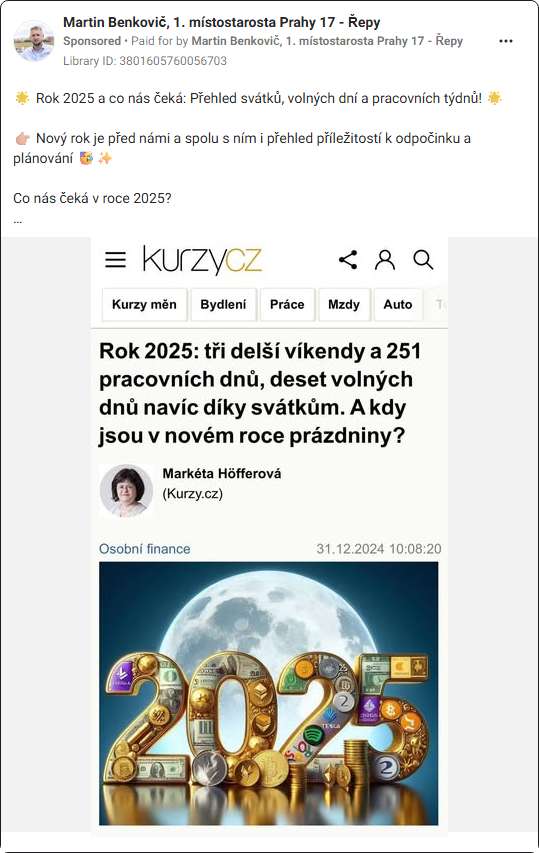 Martin Benkovič, 1. místostarosta Prahy 17 - Řepy
Sponsored • Paid for by Martin Benkovič, 1. místostarosta Prahy 17 - Řepy
Library ID: 3801605760056703
🌟 Rok 2025 a co nás čeká: Přehled svátků, volných dní a pracovních týdnů! 🌟
👉🏼 Nový rok je před námi a spolu s ním i přehled příležitostí k odpočinku a
plánování 🥳 ✨
Co nás čeká v roce 2025?
...
kurzycz
Kurzy měn Bydlení Práce Mzdy Auto
Rok 2025: tři delší víkendy a 251
pracovních dnů, deset volných
dnů navíc díky svátkům. A kdy
jsou v novém roce prázdniny?
Markéta Höfferová
(Kurzy.cz)
Osobní finance 31.12.2024 10:08:20
2025
TESLA